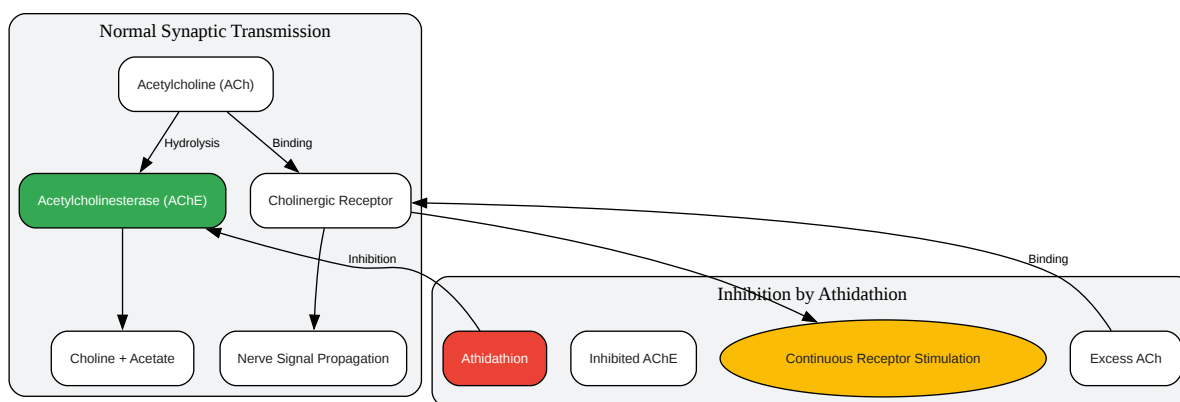 Normal Synaptic Transmission
Acetylcholine (ACh)
Hydrolysis
Binding
Acetylcholinesterase (AChE)
Cholinergic Receptor
Inhibition
Binding
Inhibition by Athidathion
Choline + Acetate
Nerve Signal Propagation
Athidathion
Inhibited AChE
Continuous Receptor Stimulation
Excess ACh